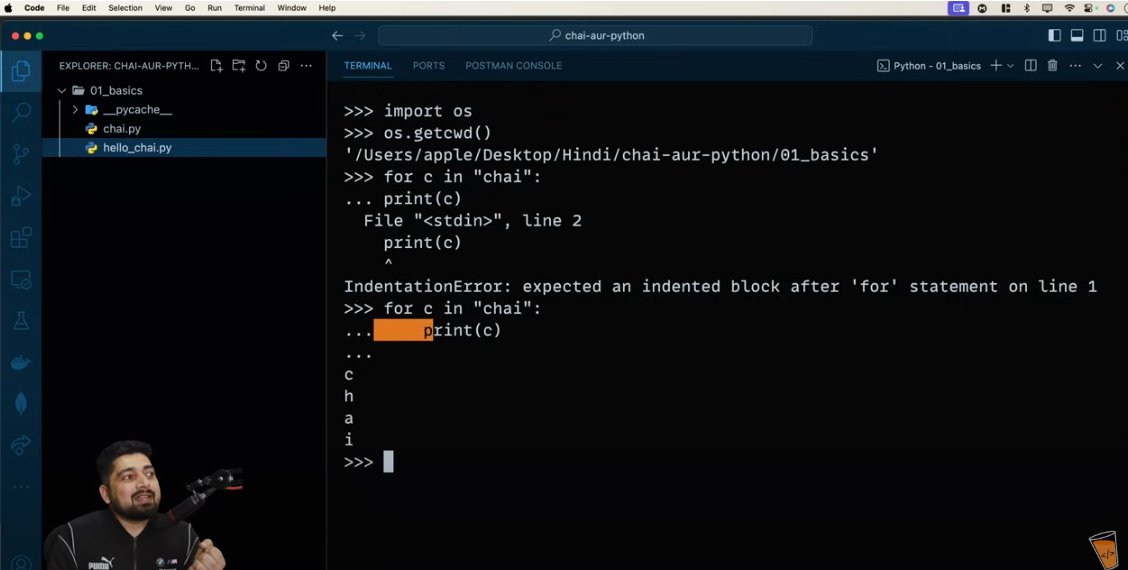 Code File Edit Selection View Go Run Terminal Window Help
chai-aur-python
EXPLORER: CHAI-AUR-PYTH...
01_basics
__pycache__
chai.py
hello_chai.py
TERMINAL PORTS POSTMAN CONSOLE
Python - 01_basics
>>> import os
>>> os.getcwd()
'/Users/apple/Desktop/Hindi/chai-aur-python/01_basics'
>>> for c in "chai":
... print(c)
  File "<stdin>", line 2
    print(c)
    ^
IndentationError: expected an indented block after 'for' statement on line 1
>>> for c in "chai":
...     print(c)
...
c
h
a
i
>>>
PUMA